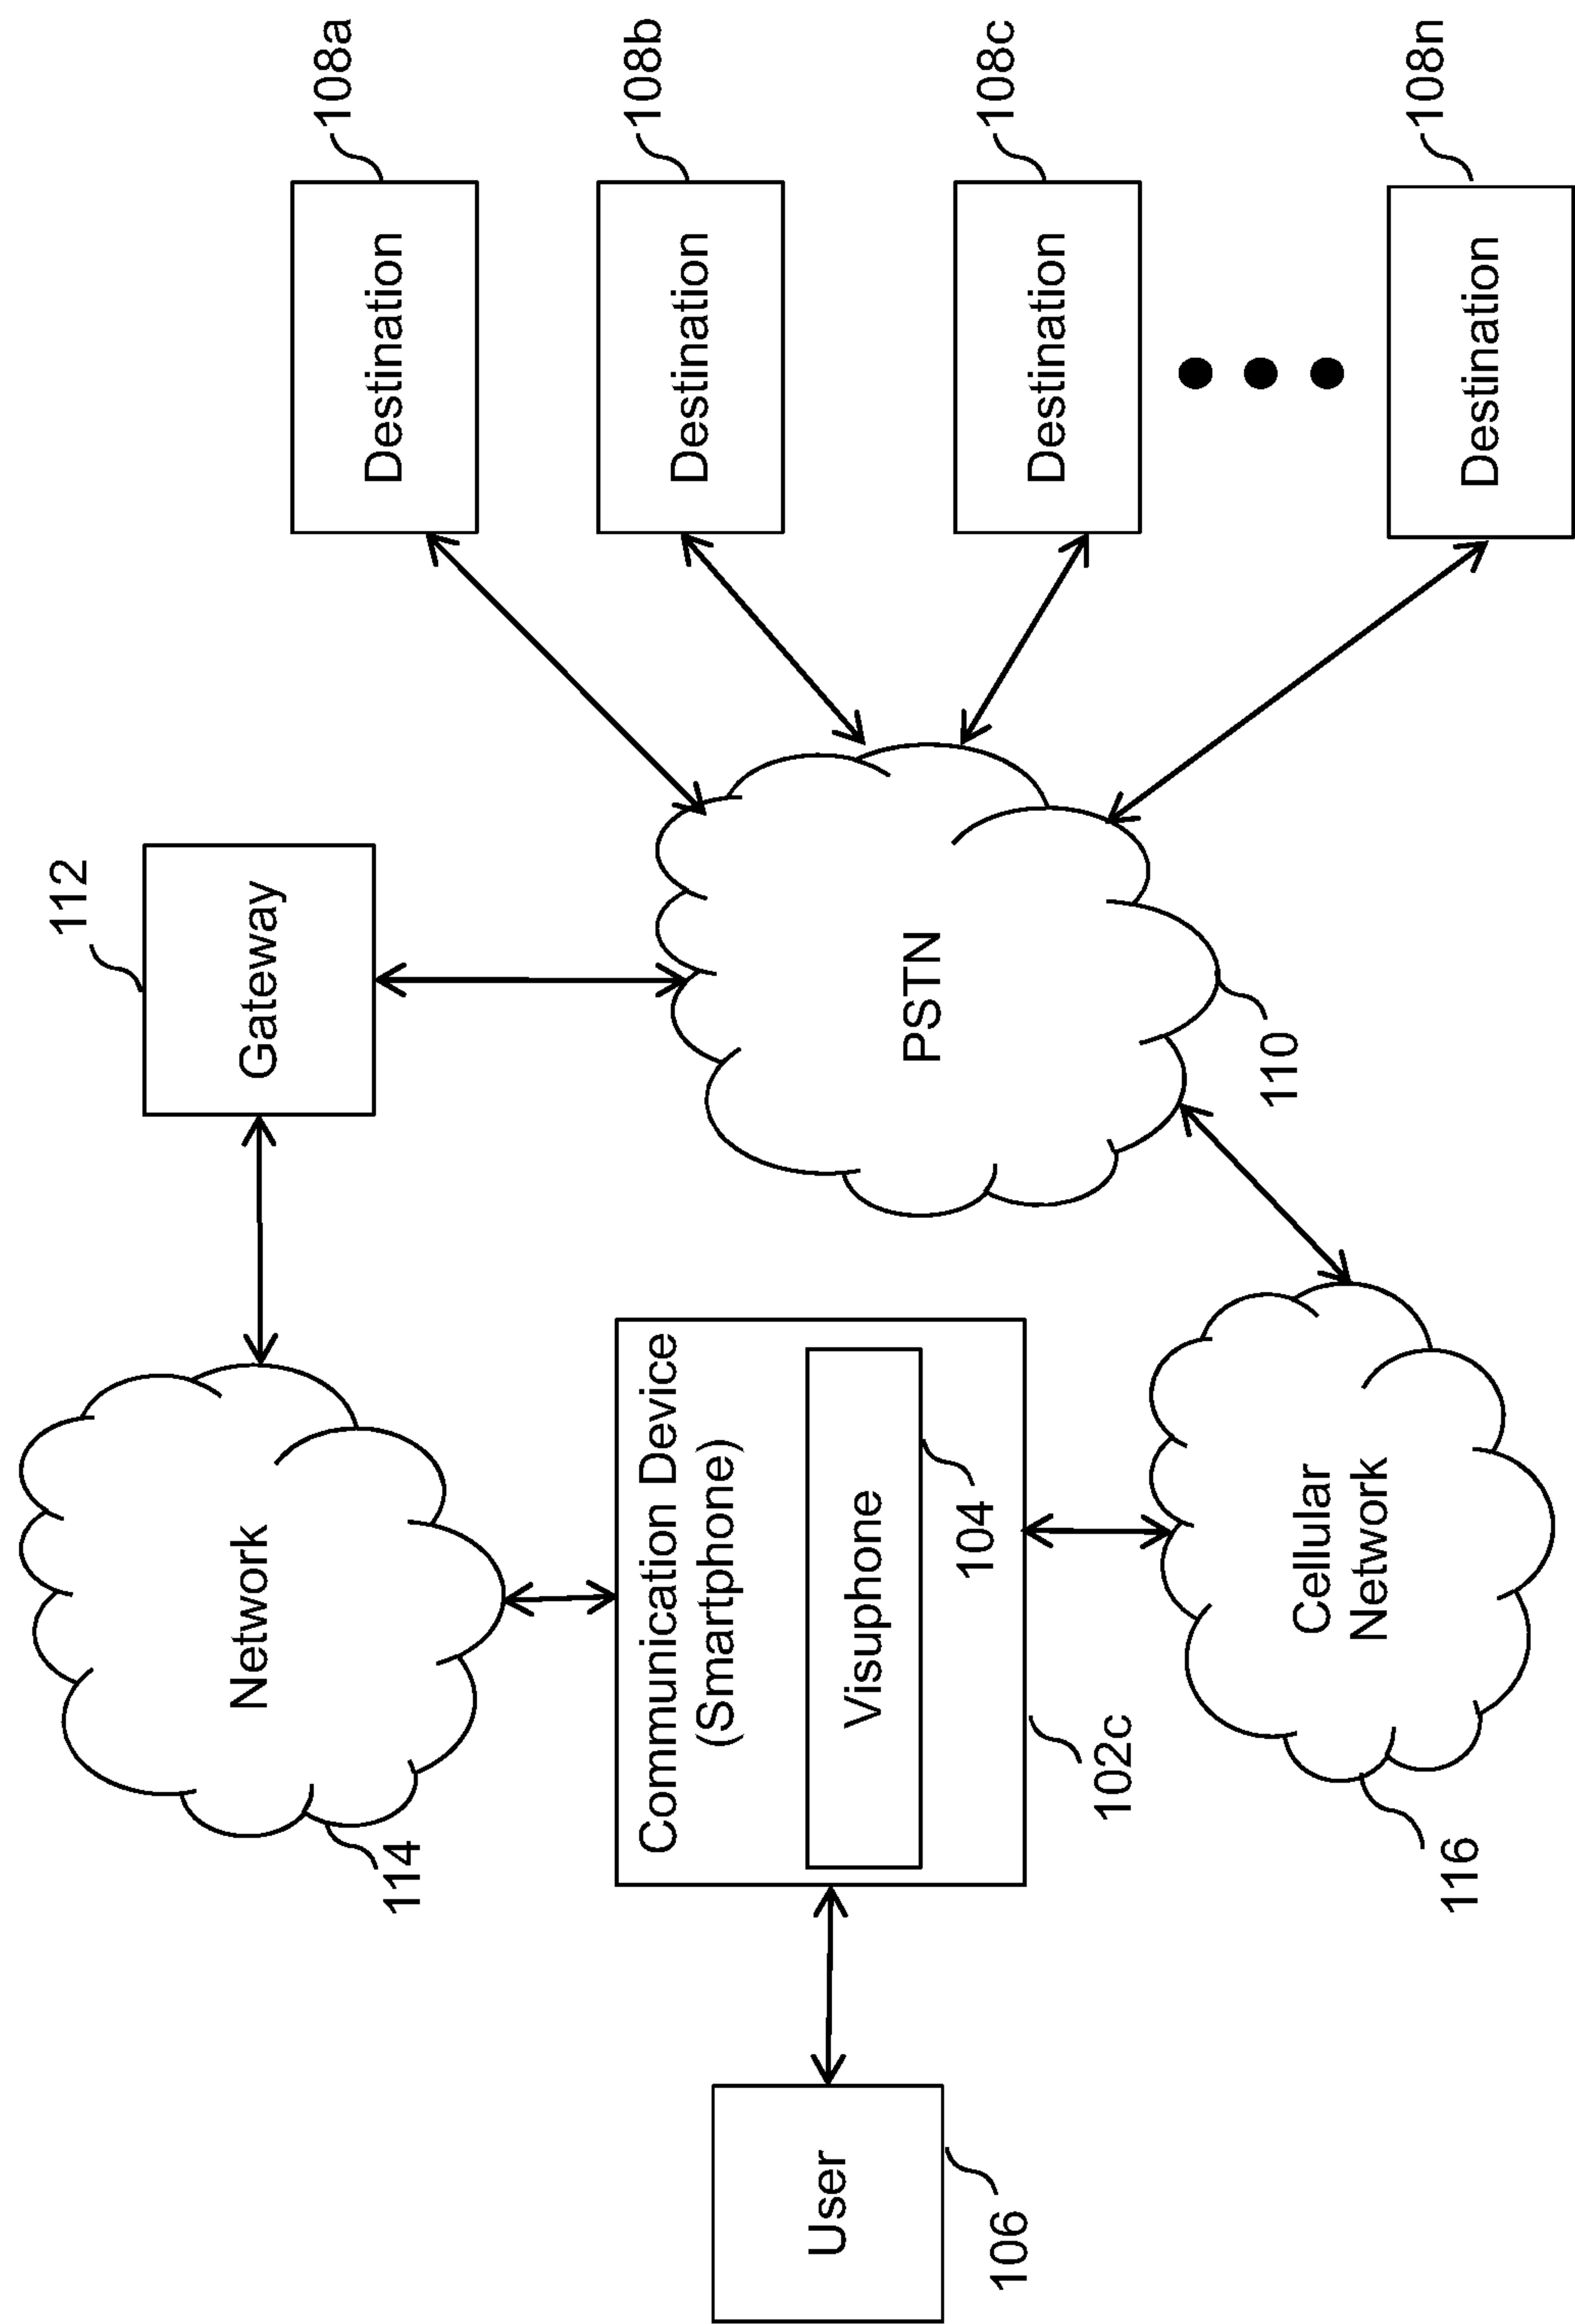 112
Gateway
108a
Destination
Network
114
108b
Destination
Communication Device
(Smartphone)
Visuphone
104
102c
PSTN
110
108c
Destination
User
106
Cellular
Network
116
108n
Destination